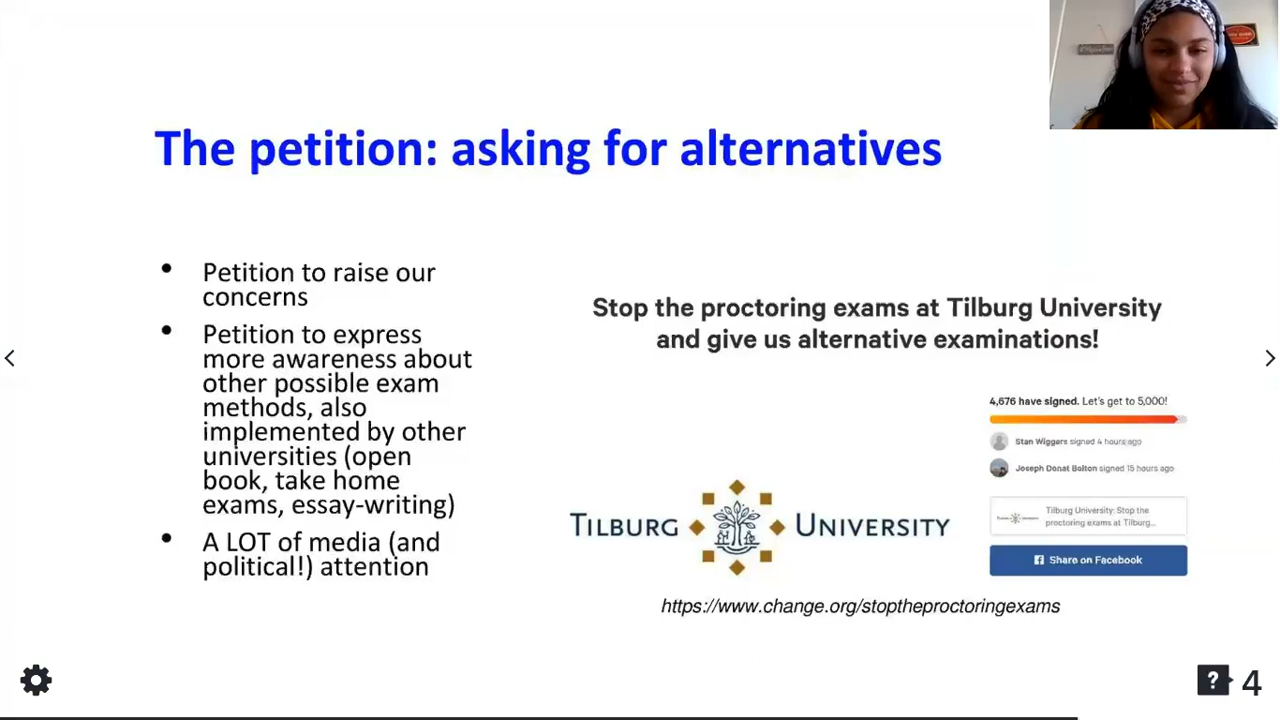 The petition: asking for alternatives
• Petition to raise our
concerns
• Petition to express
more awareness about
other possible exam
methods, also
implemented by other
universities (open
book, take home
exams, essay-writing)
• A LOT of media (and
political!) attention
Stop the proctoring exams at Tilburg University
and give us alternative examinations!
4,676 have signed. Let's get to 5,000!
Stan Wiggers signed 4 hours ago
Joseph Donat Bolton signed 15 hours ago
Tilburg University: Stop the
proctoring exams at Tilburg...
Share on Facebook
TILBURG UNIVERSITY
https://www.change.org/stoptheproctoringexams
? 4